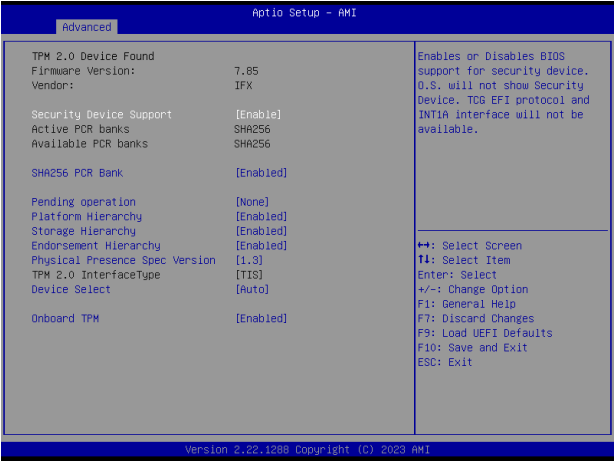 Aptio Setup – AMI
Advanced
TPM 2.0 Device Found
Firmware Version: 7.85
Vendor: IFX
Security Device Support [Enable]
Active PCR banks SHA256
Available PCR banks SHA256
SHA256 PCR Bank [Enabled]
Pending operation [None]
Platform Hierarchy [Enabled]
Storage Hierarchy [Enabled]
Endorsement Hierarchy [Enabled]
Physical Presence Spec Version [1.3]
TPM 2.0 InterfaceType [TIS]
Device Select [Auto]
Onboard TPM [Enabled]
Enables or Disables BIOS
support for security device.
O.S. will not show Security
Device. TCG EFI protocol and
INT1A interface will not be
available.
↔: Select Screen
↑↓: Select Item
Enter: Select
+/-: Change Option
F1: General Help
F7: Discard Changes
F9: Load UEFI Defaults
F10: Save and Exit
ESC: Exit
Version 2.22.1288 Copyright (C) 2023 AMI